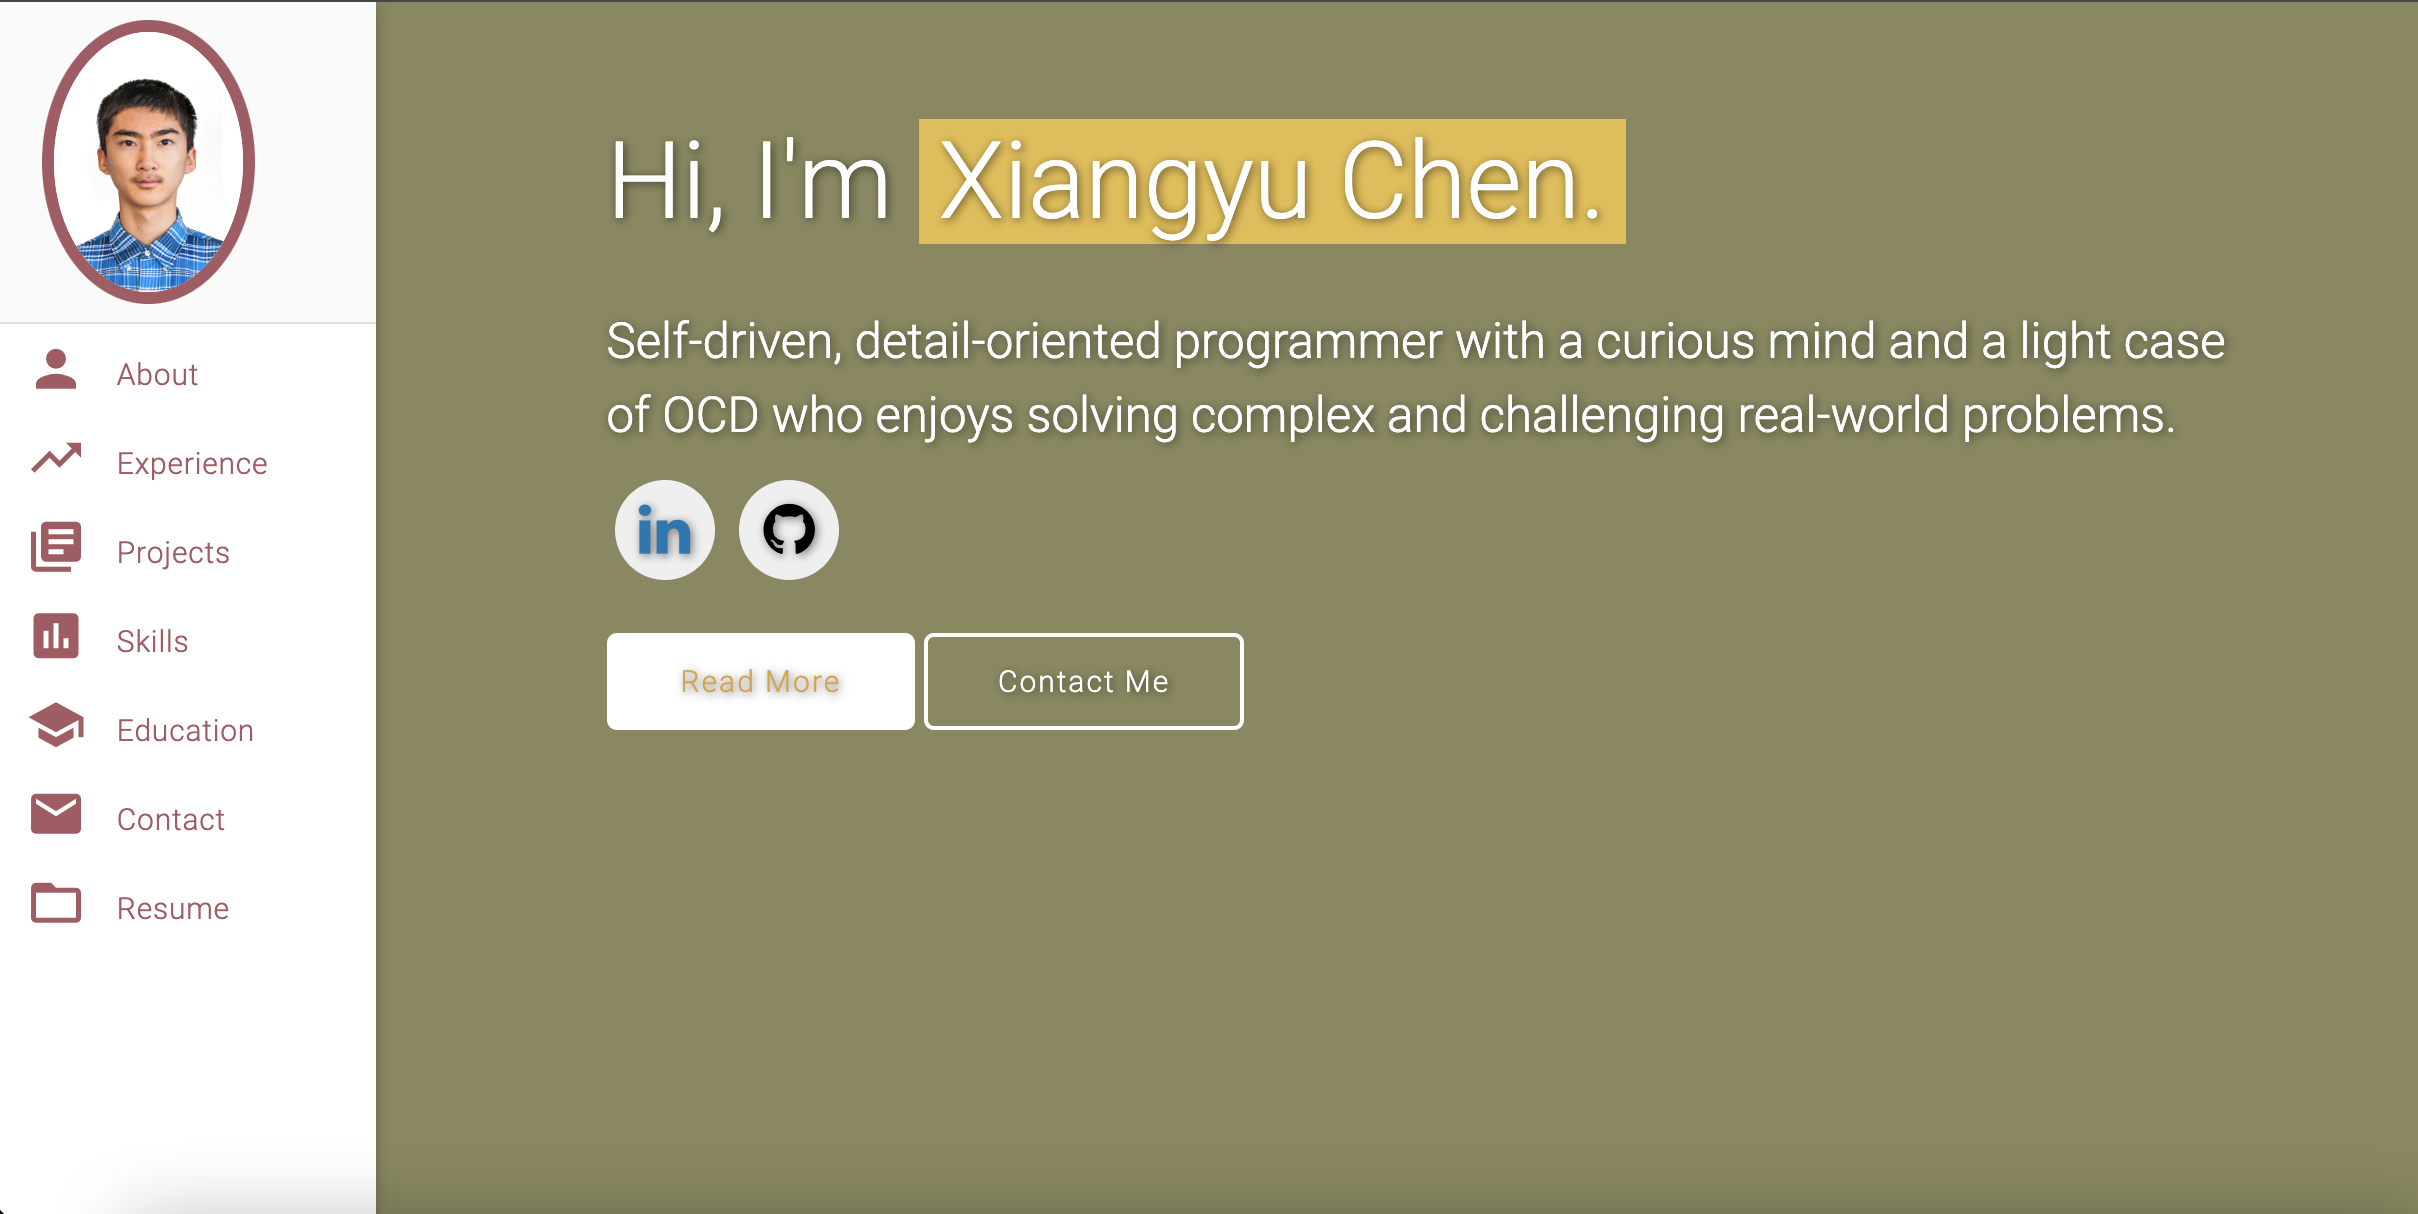 About
Experience
Projects
Skills
Education
Contact
Resume
Hi, I'm Xiangyu Chen.
Self-driven, detail-oriented programmer with a curious mind and a light case
of OCD who enjoys solving complex and challenging real-world problems.
in
Read More
Contact Me